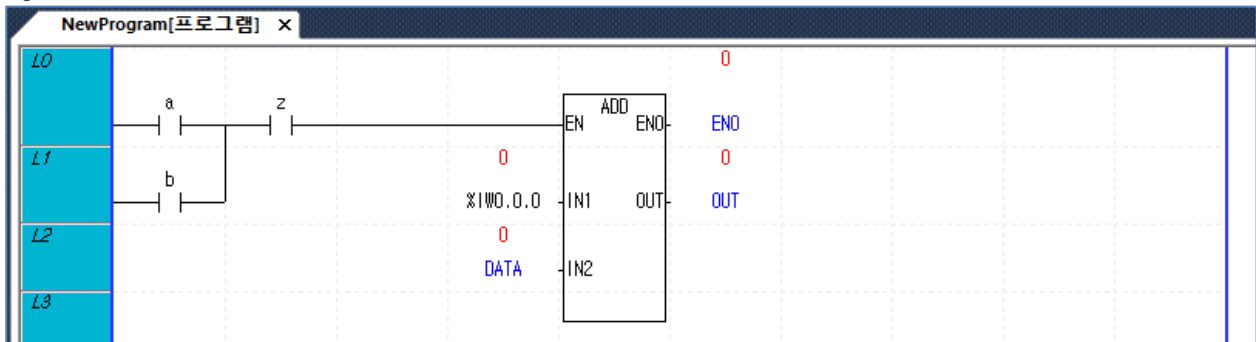 NewProgram[프로그램] ×
L0
0
a z ADD
EN ENO ENO
L1 0 0
b
%IW0.0.0 IN1 OUT OUT
L2 0
DATA IN2
L3